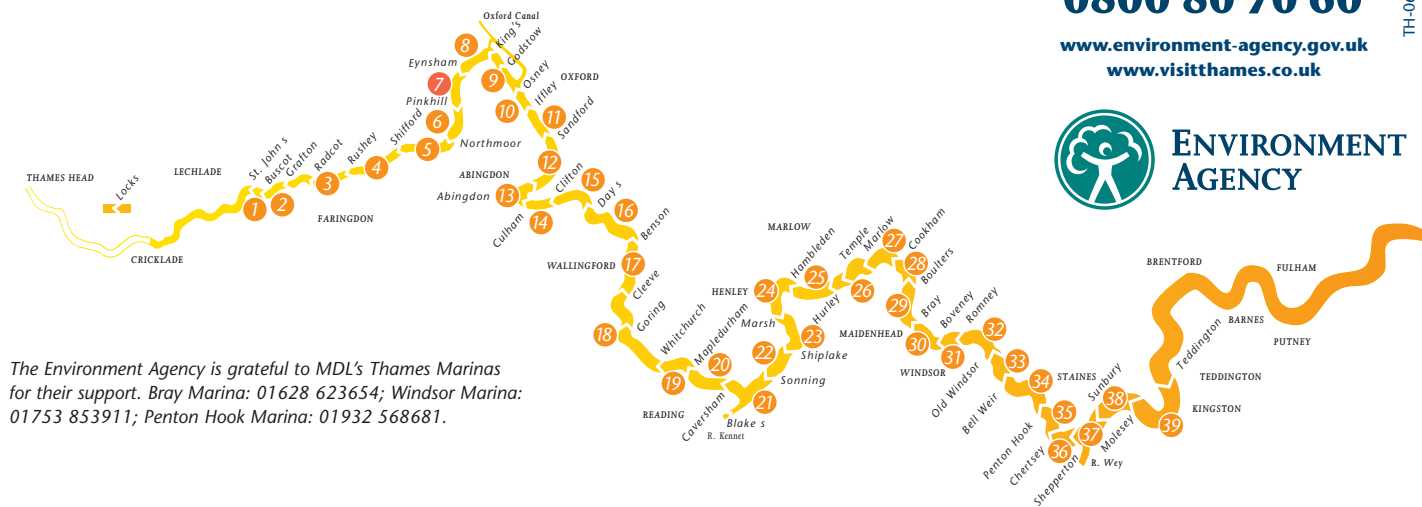 0800 80 70 60
www.environment-agency.gov.uk
www.visitthames.co.uk
ENVIRONMENT
AGENCY
THAMES HEAD
Locks
CRICKLADE
LECHLADE
St. John s
1
Buscot
2
Grafton
Radcot
3
FARINGDON
Rushey
4
Shifford
5
Northmoor
6
Pinkhill
7
Eynsham
8
Oxford Canal
King's
9
Godstow
10
Osney
OXFORD
Iffley
11
Sandford
12
ABINGDON
Abingdon
13
Culham
14
Clifton
15
Day s
16
Benson
WALLINGFORD
17
Cleeve
18
Goring
Whitchurch
19
Mapledurham
20
READING
Caversham
Blake s
R. Kennet
21
Sonning
22
Shiplake
23
Marsh
HENLEY
24
Hambleden
25
MARLOW
Hurley
Temple
26
Marlow
27
Cookham
28
Boulters
29
MAIDENHEAD
Bray
30
Boveney
WINDSOR
31
Romney
32
Old Windsor
33
Bell Weir
34
STAINES
Penton Hook
35
Chertsey
36
Shepperton
R. Wey
37
Sunbury
38
Molesey
39
Teddington
KINGSTON
TEDDINGTON
BRENTFORD
BARNES
FULHAM
PUTNEY
The Environment Agency is grateful to MDL's Thames Marinas
for their support. Bray Marina: 01628 623654; Windsor Marina:
01753 853911; Penton Hook Marina: 01932 568681.